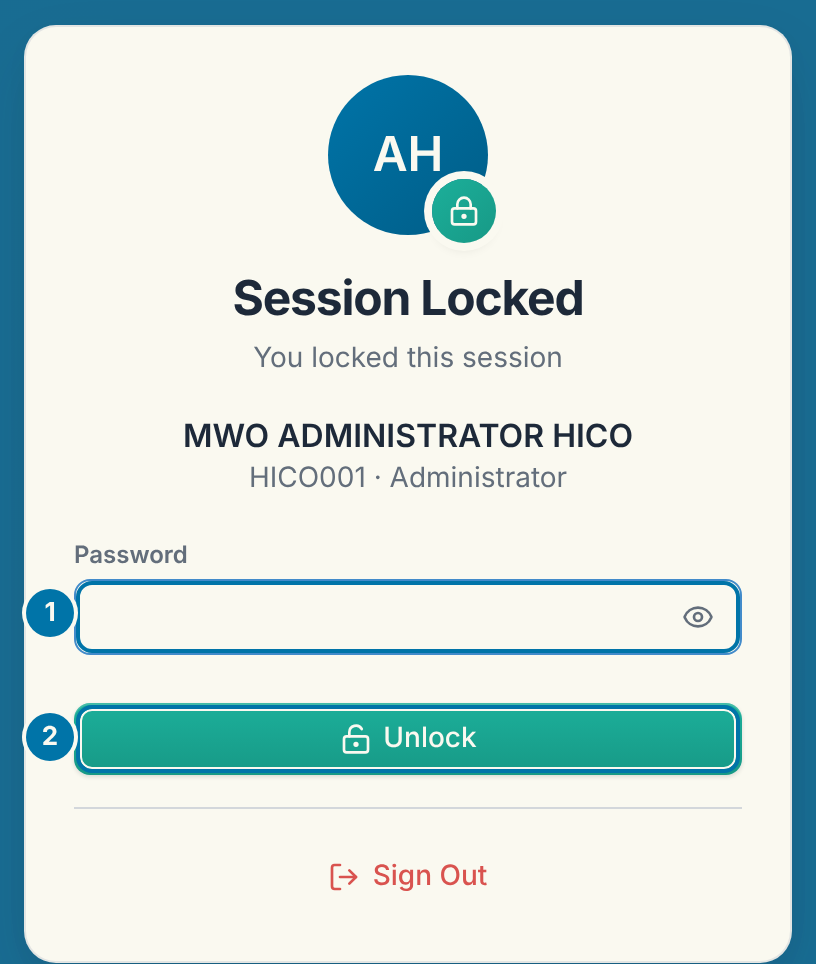 AH
Session Locked
You locked this session
MWO ADMINISTRATOR HICO
HICO001 · Administrator
Password
1
2 Unlock
Sign Out